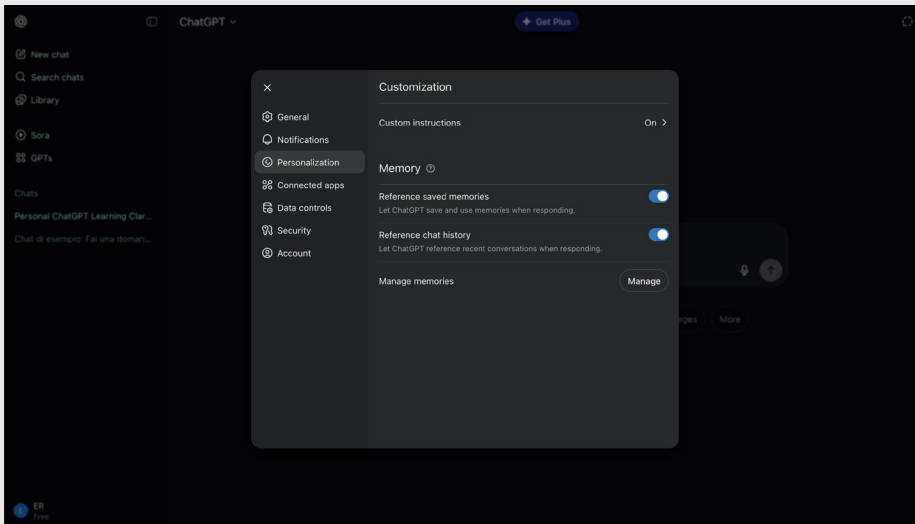 ChatGPT
Get Plus
New chat
Search chats
Library
Sora
GPTs
Chats
Personal ChatGPT Learning Clar...
Chat di esempio: Fai una doman...
ER
Free
General
Notifications
Personalization
Connected apps
Data controls
Security
Account
Customization
Custom instructions On
Memory
Reference saved memories
Let ChatGPT save and use memories when responding.
Reference chat history
Let ChatGPT reference recent conversations when responding.
Manage memories Manage
More